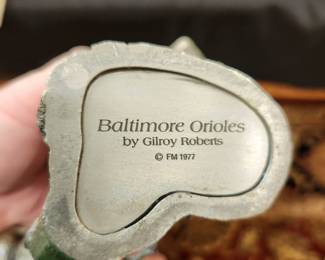 Baltimore Orioles
by Gilroy Roberts
© FM 1977